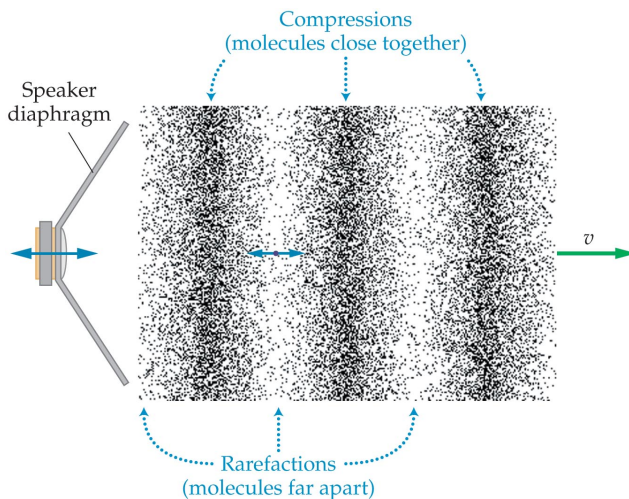 Compressions
(molecules close together)
Speaker
diaphragm
v
Rarefactions
(molecules far apart)